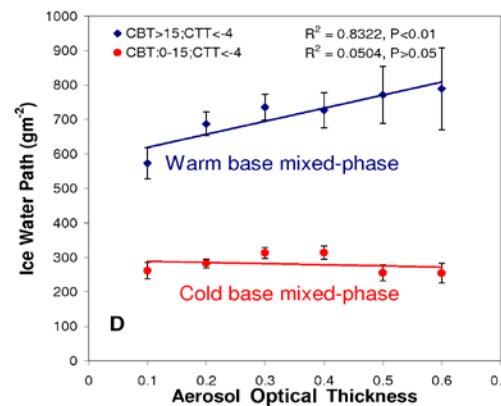 D
1000
◆ CBT>15;CTT<-4 R² = 0.8322, P<0.01
● CBT:0-15;CTT<-4 R² = 0.0504, P>0.05
900
800
700
600
500
400
300
200
100
0
Ice Water Path (gm⁻²)
Warm base mixed-phase
Cold base mixed-phase
D
0 0.1 0.2 0.3 0.4 0.5 0.6 0.
Aerosol Optical Thickness